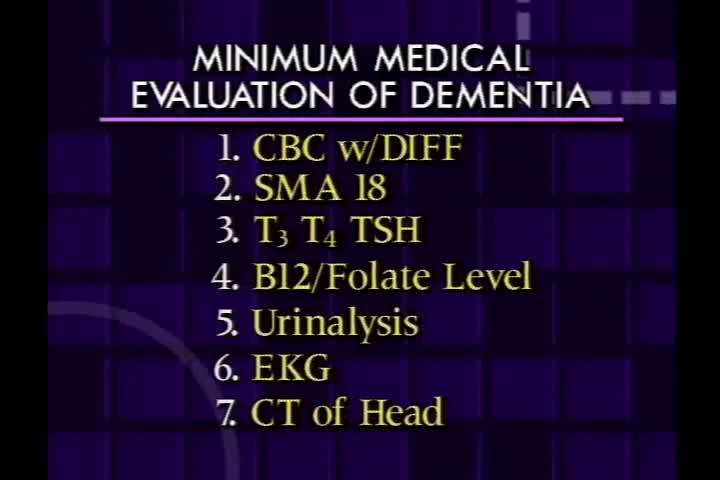 MINIMUM MEDICAL
EVALUATION OF DEMENTIA
1. CBC w/DIFF
2. SMA 18
3. T₃ T₄ TSH
4. B12/Folate Level
5. Urinalysis
6. EKG
7. CT of Head